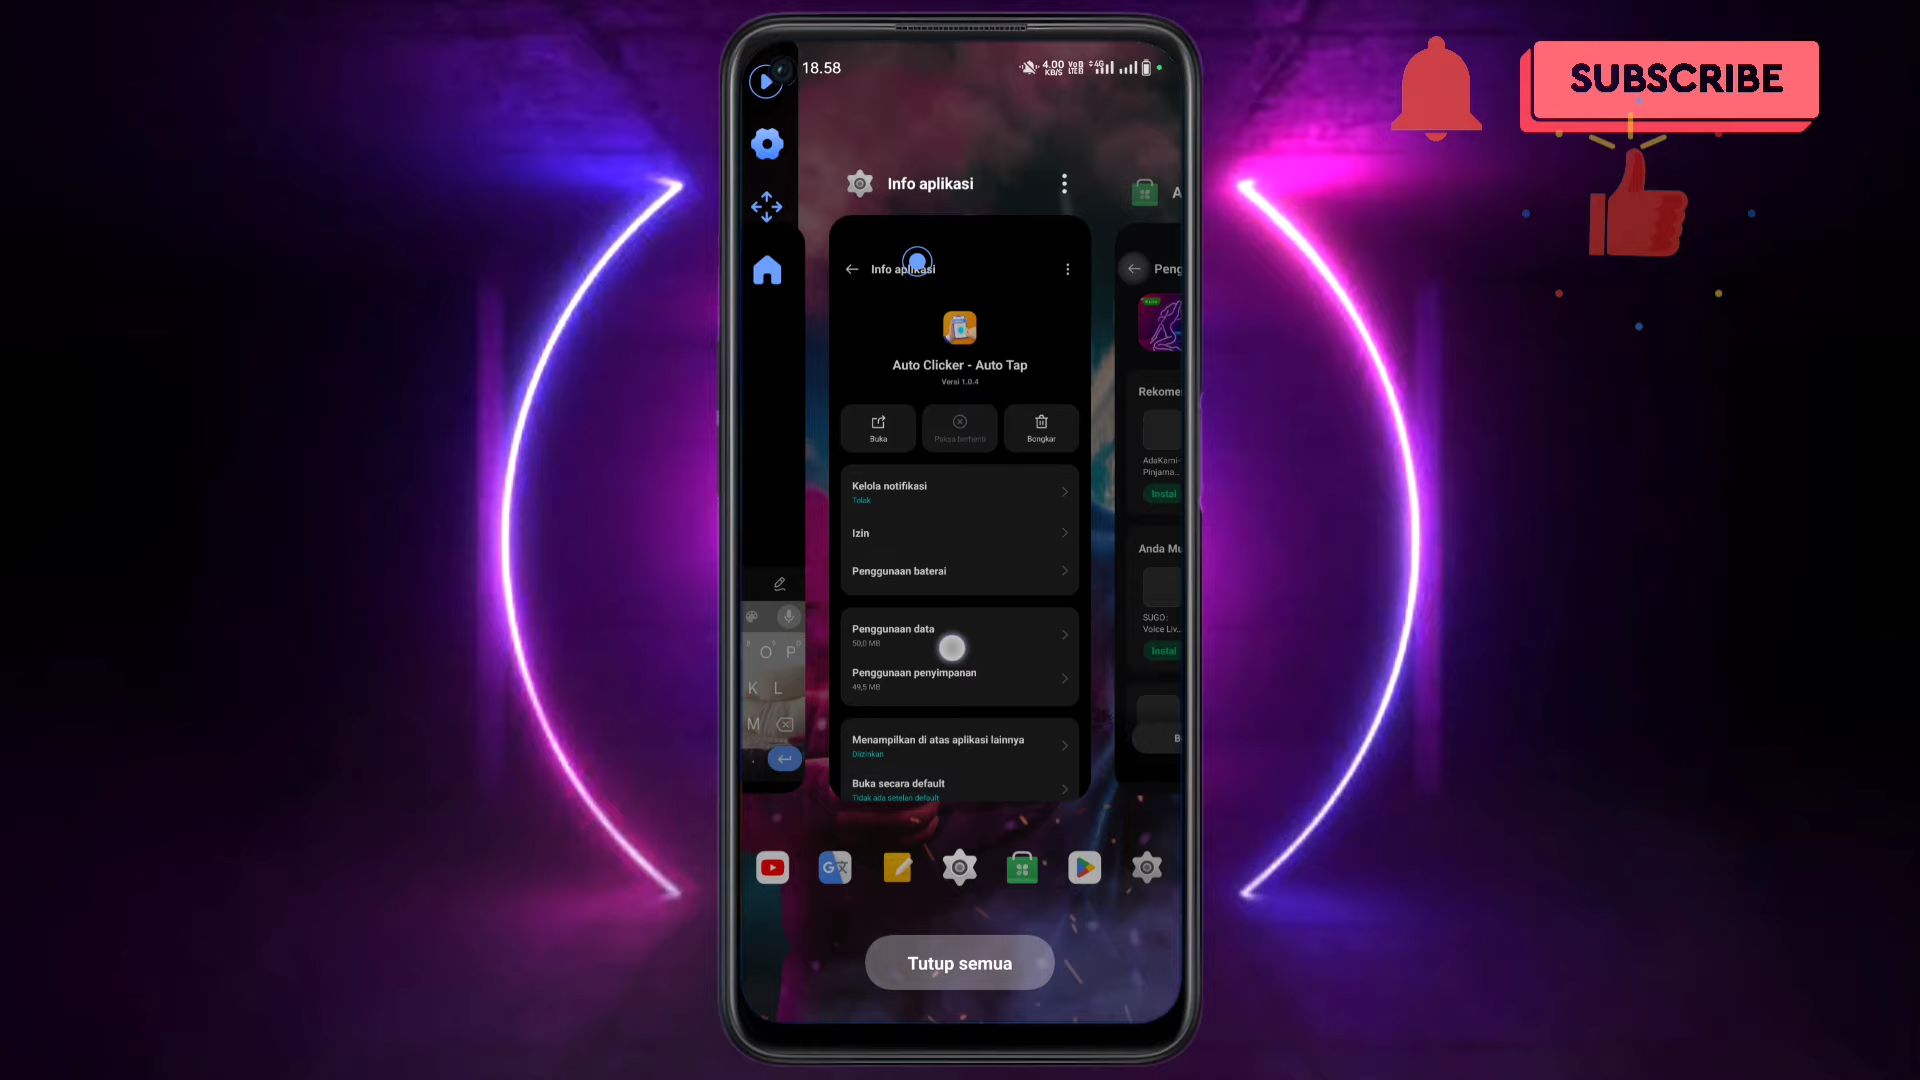 18.58
4.00
KB/S
Info aplikasi
A
Info aplikasi
Auto Clicker - Auto Tap
Versi 1.0.4
Buka
Paksa berhenti
Bongkar
Kelola notifikasi
Tolak
Izin
Penggunaan baterai
Penggunaan data
50,0 MB
Penggunaan penyimpanan
49,5 MB
Menampilkan di atas aplikasi lainnya
Diizinkan
Buka secara default
Tidak ada setelan default
Peng
Rekome
AdaKami-
Pinjama...
Instal
Anda Mu
SUGO:
Voice Liv...
Instal
B
O P
K L
M
Tutup semua
SUBSCRIBE